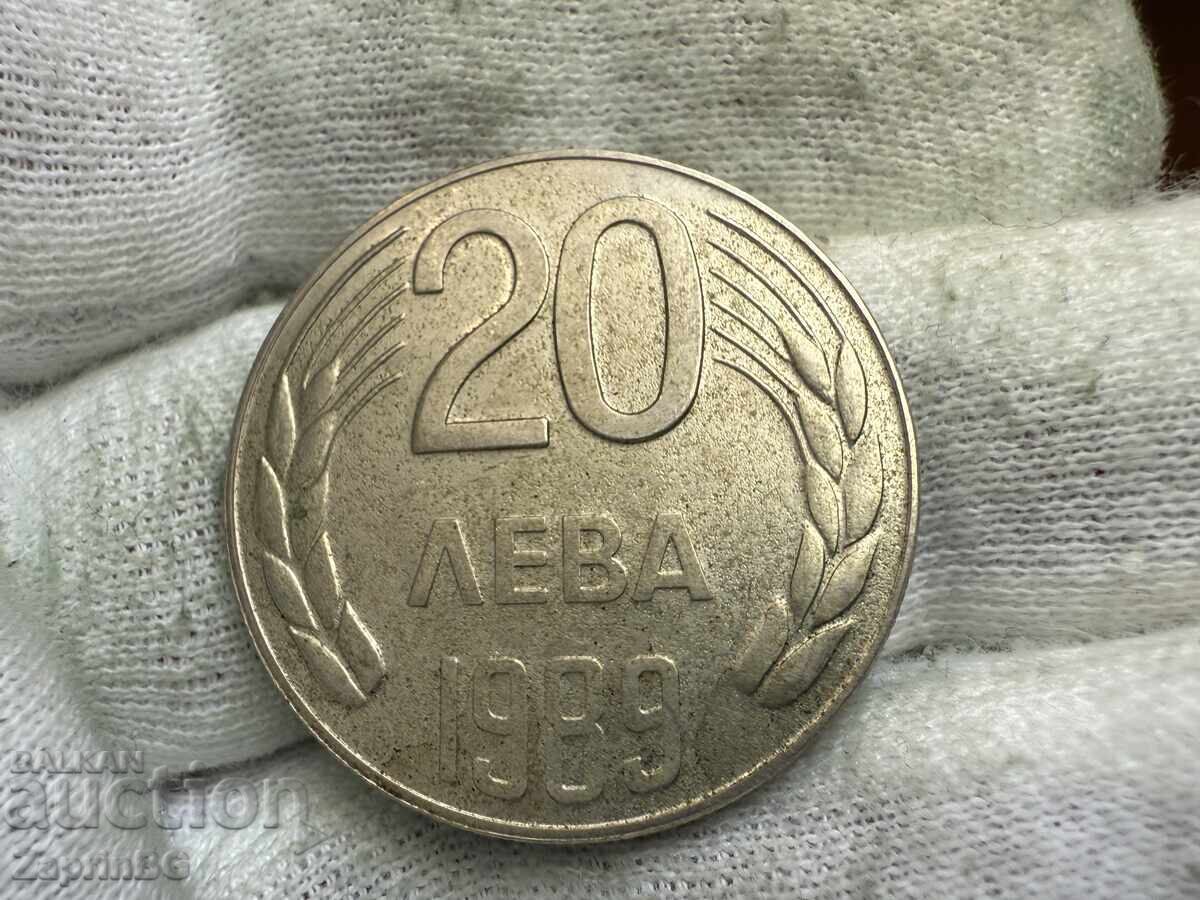 20
ЛЕВА
1989
BALKAN
auction
ZaprinBG